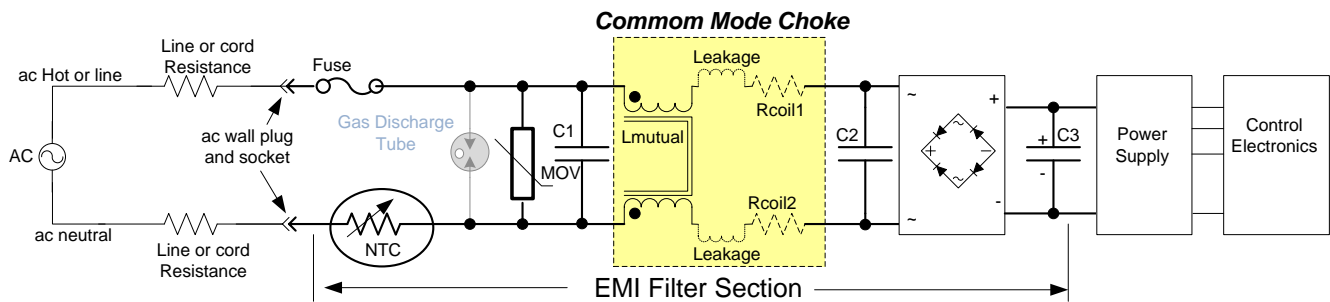 Commom Mode Choke
Line or cord
Resistance
Fuse
Leakage
ac Hot or line
Rcoil1
~
+
Gas Discharge
Tube
C1
Lmutual
C2
+
C3
Power
Supply
Control
Electronics
AC
ac wall plug
and socket
MOV
~
~
+
-
Rcoil2
~
-
ac neutral
Line or cord
Resistance
NTC
Leakage
EMI Filter Section